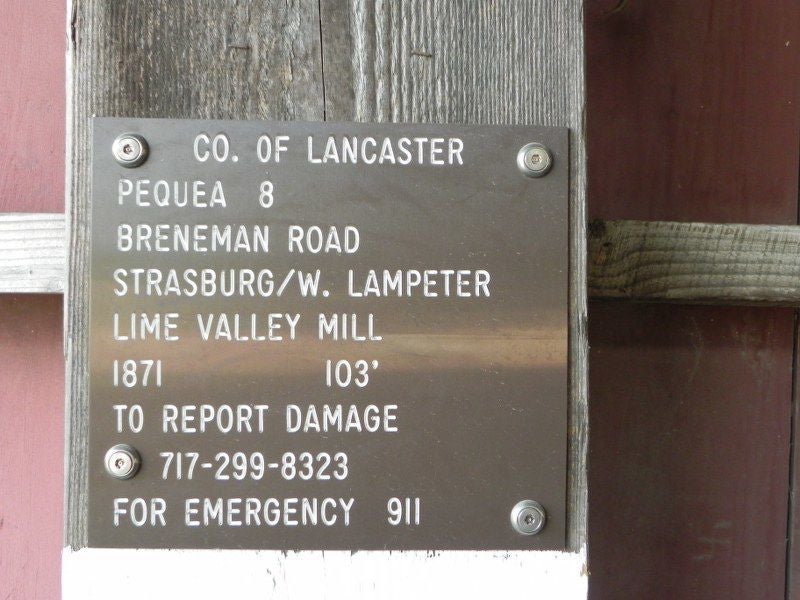 CO. OF LANCASTER
PEQUEA 8
BRENEMAN ROAD
STRASBURG/W. LAMPETER
LIME VALLEY MILL
1871 103'
TO REPORT DAMAGE
717-299-8323
FOR EMERGENCY 911